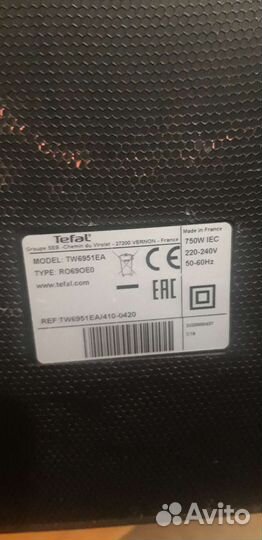 Tefal
Groupe SEB - Chemin du Virolet - 27200 VERNON - France
MODEL: TW6951EA
TYPE: RO69OE0
www.tefal.com
CE
EAC
Made in France
750W IEC
220-240V
50-60Hz
REF:TW6951EA/410-0420
Avito